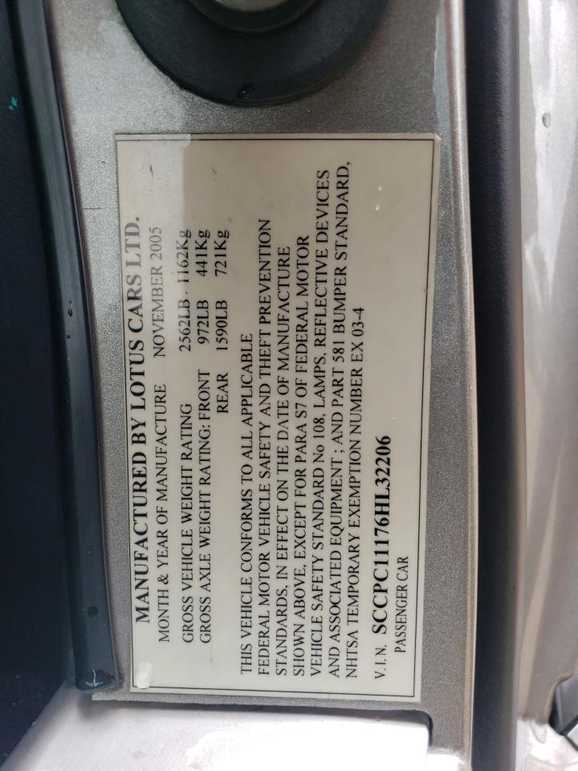 MANUFACTURED BY LOTUS CARS LTD.
MONTH & YEAR OF MANUFACTURE NOVEMBER 2005
GROSS VEHICLE WEIGHT RATING 2562LB - 1162Kg
GROSS AXLE WEIGHT RATING: FRONT 972LB 441Kg
REAR 1590LB 721Kg
THIS VEHICLE CONFORMS TO ALL APPLICABLE
FEDERAL MOTOR VEHICLE SAFETY AND THEFT PREVENTION
STANDARDS, IN EFFECT ON THE DATE OF MANUFACTURE
SHOWN ABOVE, EXCEPT FOR PARA S7 OF FEDERAL MOTOR
VEHICLE SAFETY STANDARD No 108, LAMPS, REFLECTIVE DEVICES
AND ASSOCIATED EQUIPMENT ; AND PART 581 BUMPER STANDARD,
NHTSA TEMPORARY EXEMPTION NUMBER EX 03-4
V.I.N. SCCPC11176HL32206
PASSENGER CAR